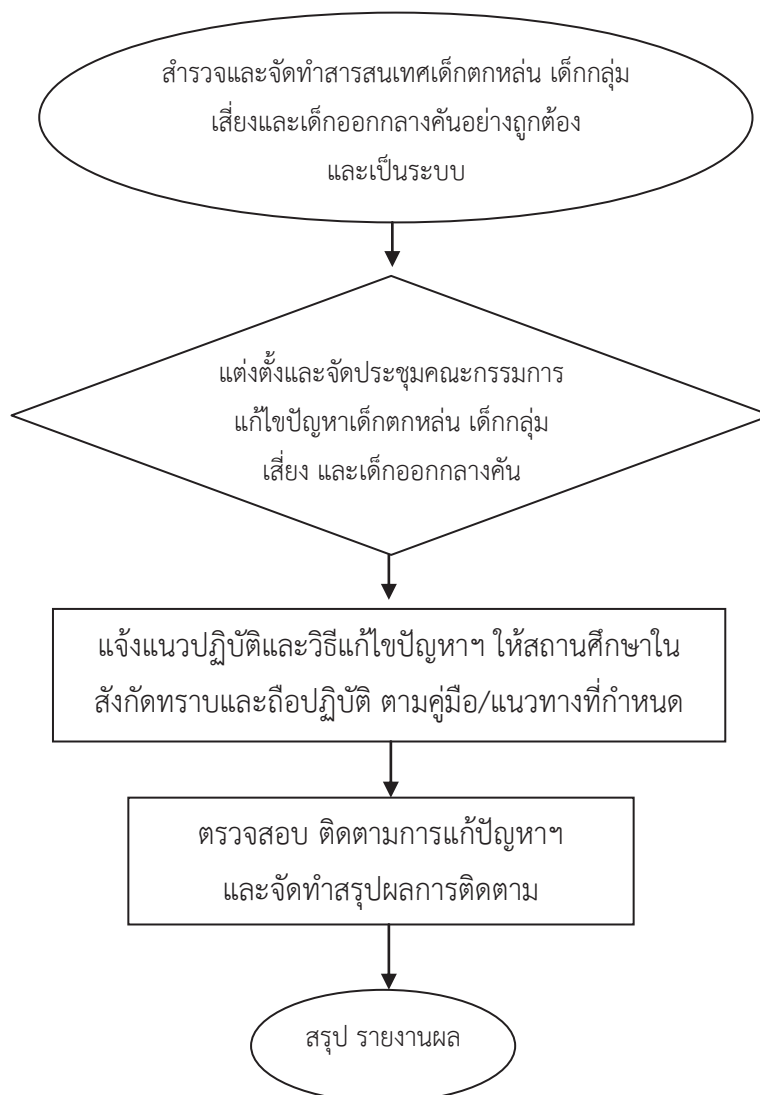 สำรวจและจัดทำสารสนเทศเด็กตกหล่น เด็กกลุ่ม
เสี่ยงและเด็กออกกลางคันอย่างถูกต้อง
และเป็นระบบ
แต่งตั้งและจัดประชุมคณะกรรมการ
แก้ไขปัญหาเด็กตกหล่น เด็กกลุ่ม
เสี่ยง และเด็กออกกลางคัน
แจ้งแนวปฏิบัติและวิธีแก้ไขปัญหาฯ ให้สถานศึกษาใน
สังกัดทราบและถือปฏิบัติ ตามคู่มือ/แนวทางที่กำหนด
ตรวจสอบ ติดตามการแก้ปัญหาฯ
และจัดทำสรุปผลการติดตาม
สรุป รายงานผล